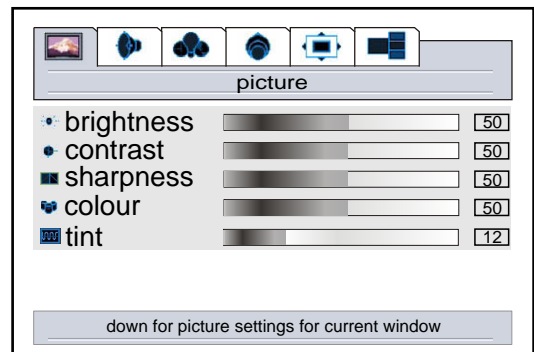 picture
brightness 50
contrast 50
sharpness 50
colour 50
tint 12
down for picture settings for current window